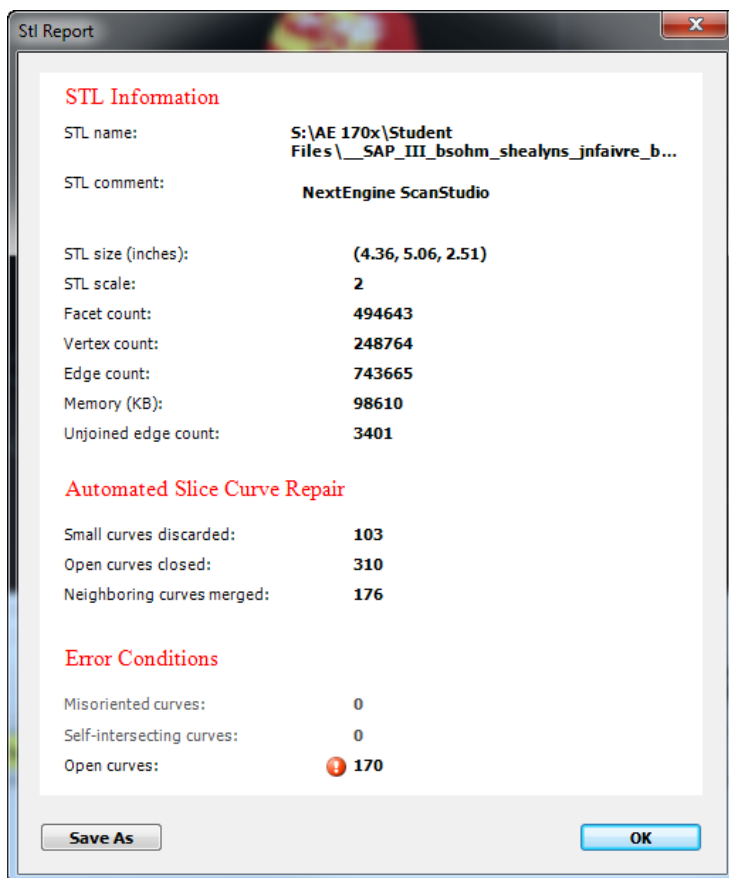 Stl Report
STL Information
STL name: S:\AE 170x\Student
Files\__SAP_III_bsohm_shealyns_jnfaivre_b...
STL comment: NextEngine ScanStudio
STL size (inches): (4.36, 5.06, 2.51)
STL scale: 2
Facet count: 494643
Vertex count: 248764
Edge count: 743665
Memory (KB): 98610
Unjoined edge count: 3401
Automated Slice Curve Repair
Small curves discarded: 103
Open curves closed: 310
Neighboring curves merged: 176
Error Conditions
Misoriented curves: 0
Self-intersecting curves: 0
Open curves: 170
Save As OK